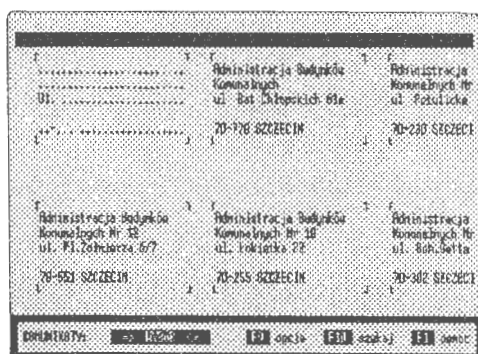 Ul. ....................
..-....................
Administracja Budynków
Komunalnych
ul. Bat Chłopskich 61e
70-770 SZCZECIN
Administracja
Komunalnych Nr
ul Potulicka
70-230 SZCZECI
Administracja Budynków
Komunalnych Nr 12
ul. Pl.Żołnierza 6/7
70-551 SZCZECIN
Administracja Budynków
Komunalnych Nr 10
ul. Łokietka 22
70-255 SZCZECIN
Administracja
Komunalnych Nr
ul. Boh.Getta
70-302 SZCZECI
KOMUNIKATY: F9 opcje F10 szukaj F1 pomoc